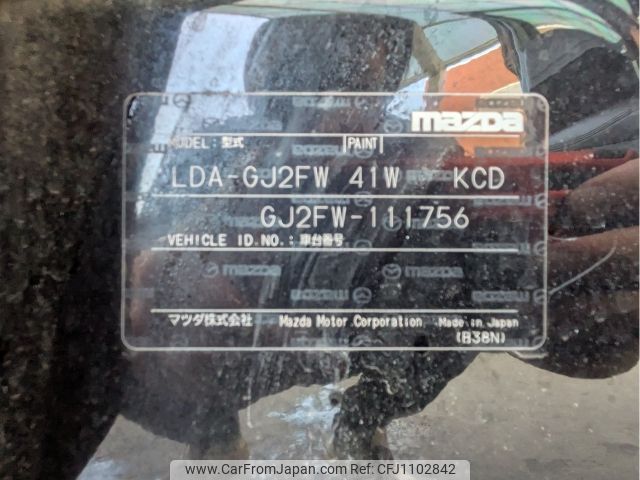 mazda
MODEL: 型式 PAINT
LDA-GJ2FW 41W KCD
GJ2FW-111756
VEHICLE ID.NO.: 車台番号
マツダ株式会社 Mazda Motor Corporation Made in Japan
(B38N)
www.CarFromJapan.com | CFJ1102842